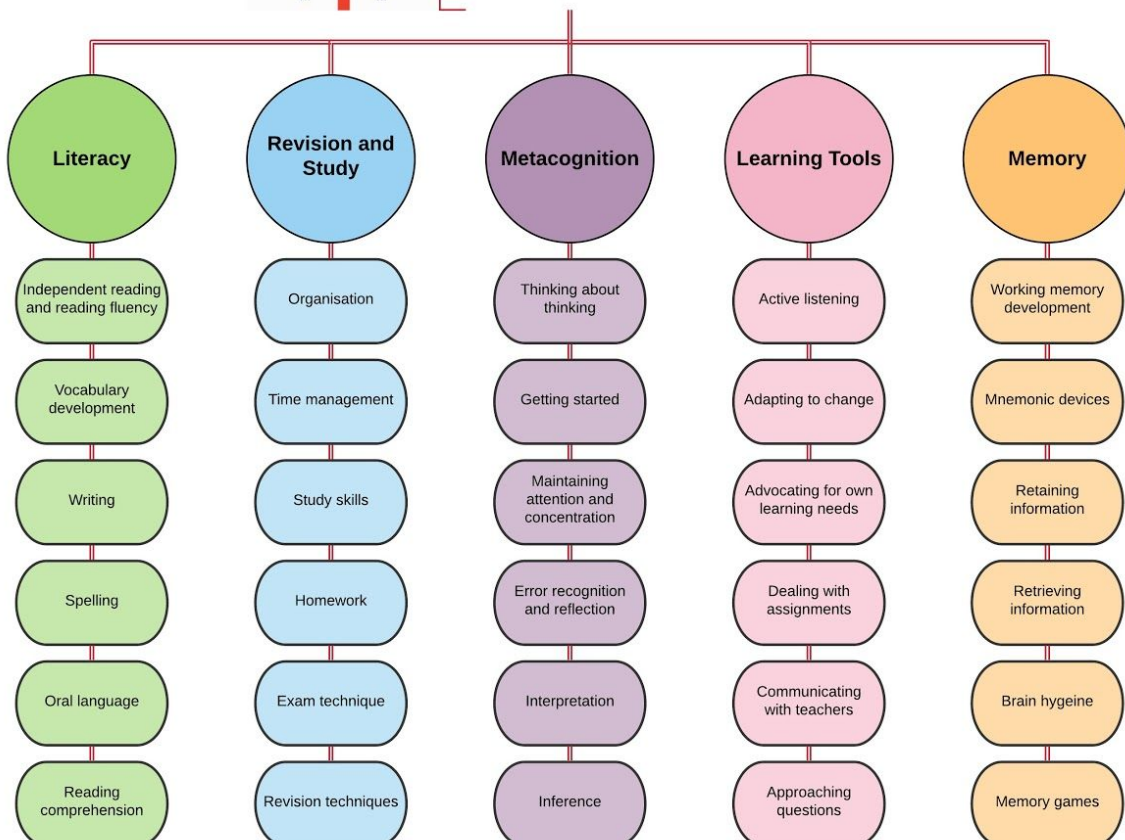 Literacy
Revision and
Study
Metacognition
Learning Tools
Memory
Independent reading
and reading fluency
Vocabulary
development
Writing
Spelling
Oral language
Reading
comprehension
Organisation
Time management
Study skills
Homework
Exam technique
Revision techniques
Thinking about
thinking
Getting started
Maintaining
attention and
concentration
Error recognition
and reflection
Interpretation
Inference
Active listening
Adapting to change
Advocating for own
learning needs
Dealing with
assignments
Communicating
with teachers
Approaching
questions
Working memory
development
Mnemonic devices
Retaining
information
Retrieving
information
Brain hygeine
Memory games